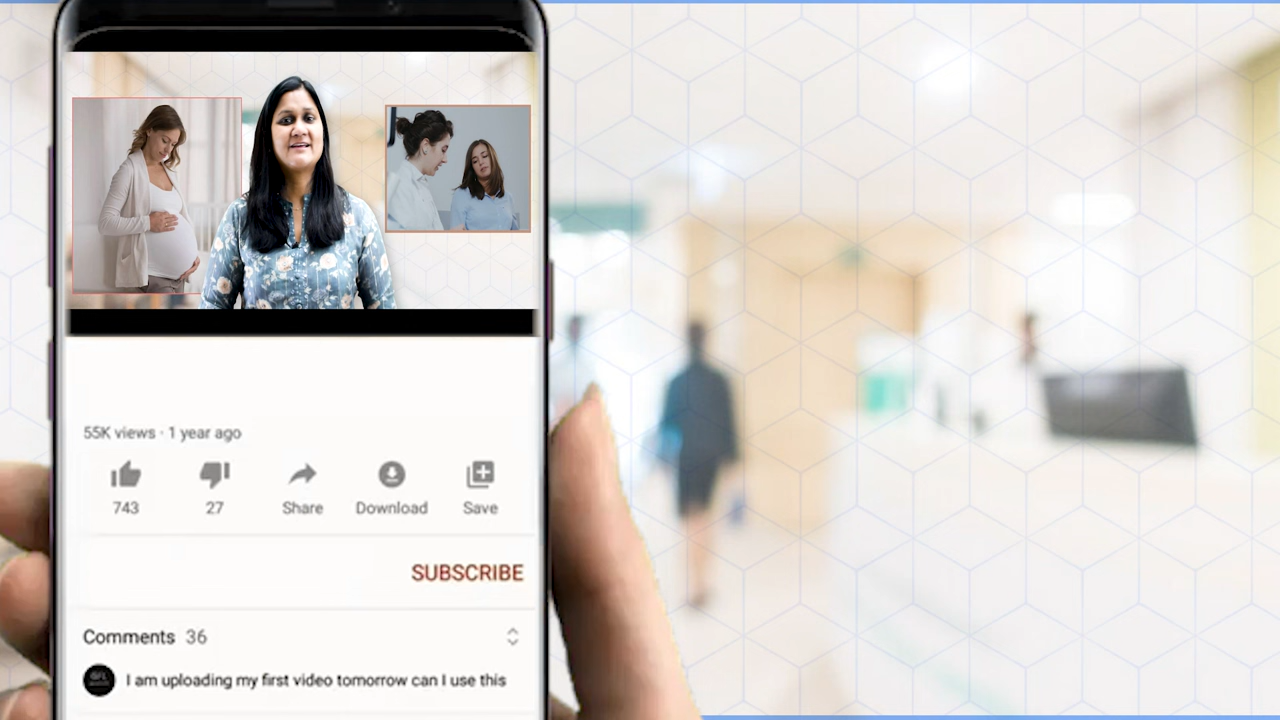 55K views · 1 year ago
743
27
Share
Download
Save
SUBSCRIBE
Comments 36
I am uploading my first video tomorrow can I use this